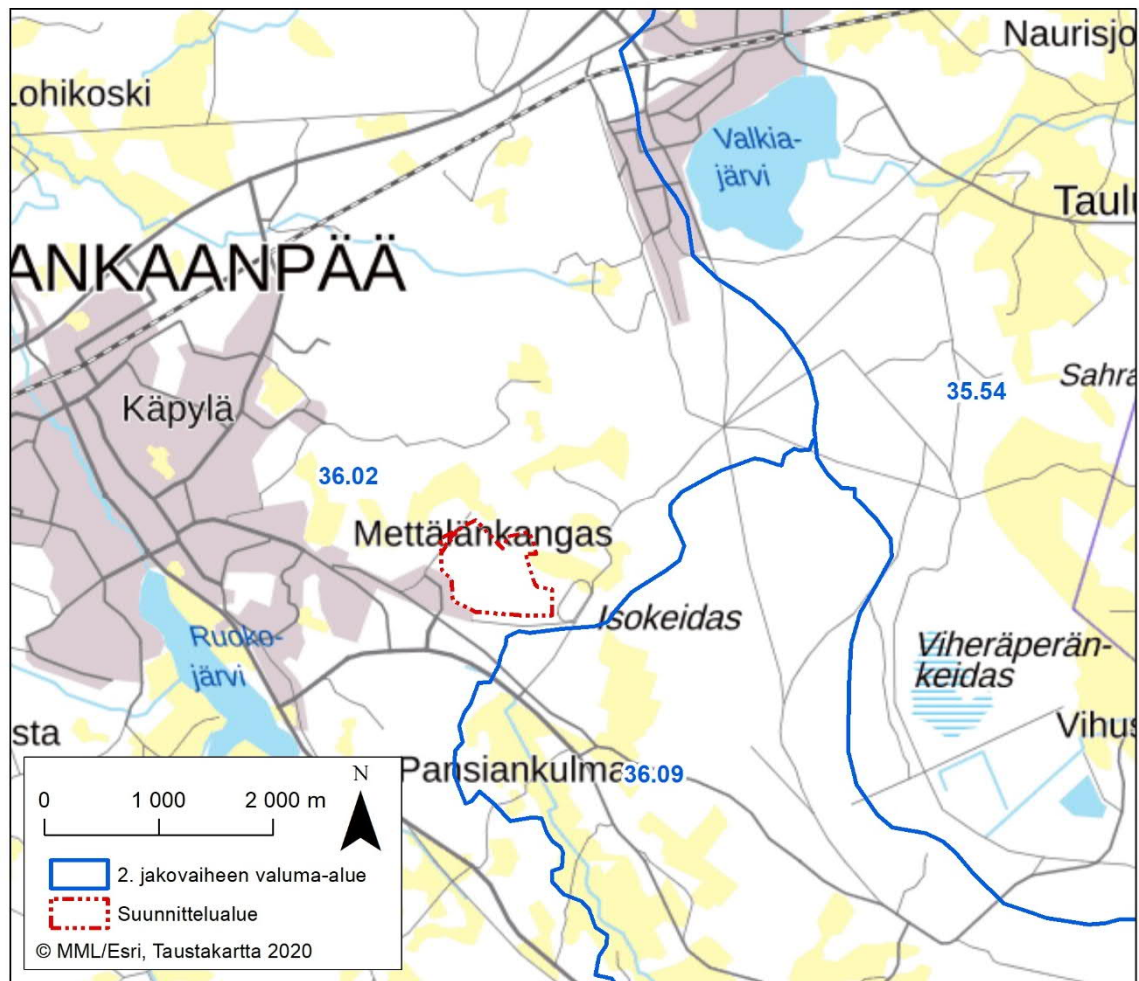 Naurisjo
Lohikoski
Valkia-
järvi
Taulu
ANKAANPÄÄ
Sahra
35.54
Käpylä
36.02
Mettälänkangas
Isokeidas
Ruoko-
järvi
Viheräperän-
keidas
Vihus
sta
Pansiankulma
36.09
N
0 1 000 2 000 m
2. jakovaiheen valuma-alue
Suunnittelualue
© MML/Esri, Taustakartta 2020